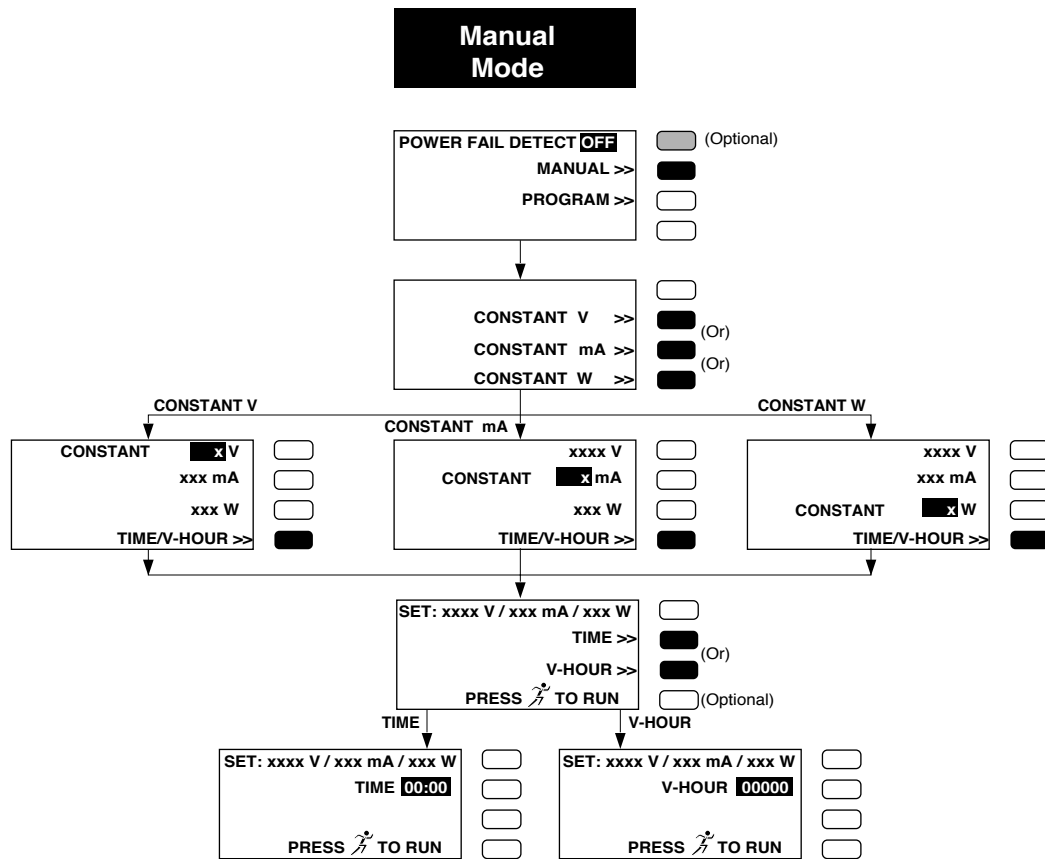 Manual
Mode
POWER FAIL DETECT OFF
(Optional)
MANUAL >>
PROGRAM >>
CONSTANT V >>
(Or)
CONSTANT mA >>
(Or)
CONSTANT W >>
CONSTANT V
CONSTANT mA
CONSTANT W
CONSTANT x V
xxx mA
xxx W
TIME/V-HOUR >>
xxxx V
CONSTANT x mA
xxx W
TIME/V-HOUR >>
xxxx V
xxx mA
CONSTANT x W
TIME/V-HOUR >>
SET: xxxx V / xxx mA / xxx W
TIME >>
(Or)
V-HOUR >>
PRESS TO RUN
(Optional)
TIME
V-HOUR
SET: xxxx V / xxx mA / xxx W
TIME 00:00
PRESS TO RUN
SET: xxxx V / xxx mA / xxx W
V-HOUR 00000
PRESS TO RUN